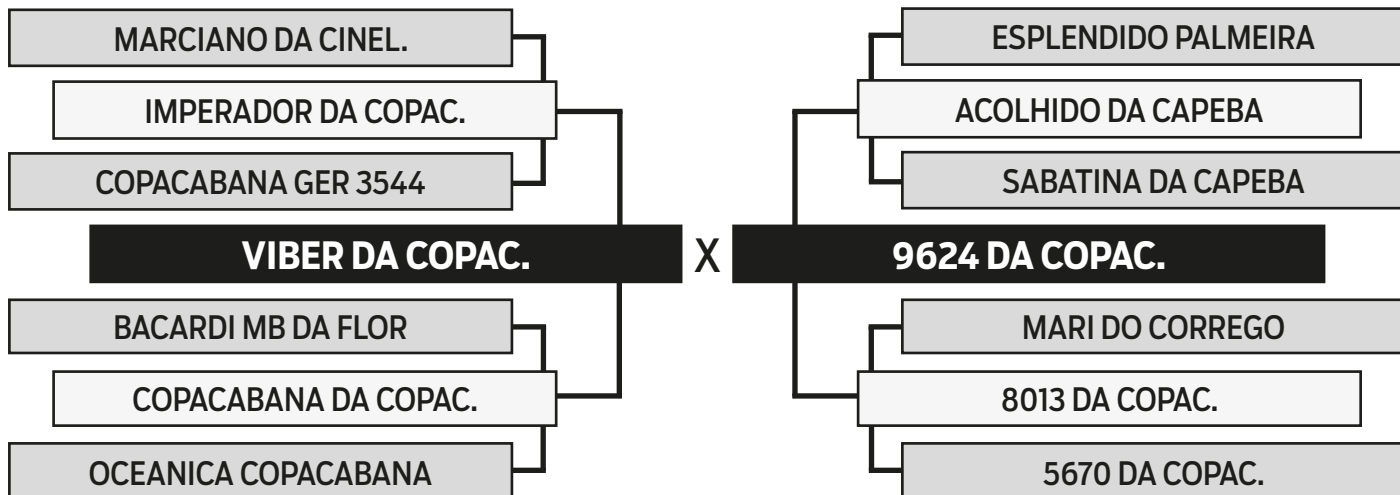 MARCIANO DA CINEL.
IMPERADOR DA COPAC.
COPACABANA GER 3544
VIBER DA COPAC.
BACARDI MB DA FLOR
COPACABANA DA COPAC.
OCEANICA COPACABANA
X
ESPLENDIDO PALMEIRA
ACOLHIDO DA CAPEBA
SABATINA DA CAPEBA
9624 DA COPAC.
MARI DO CORREGO
8013 DA COPAC.
5670 DA COPAC.